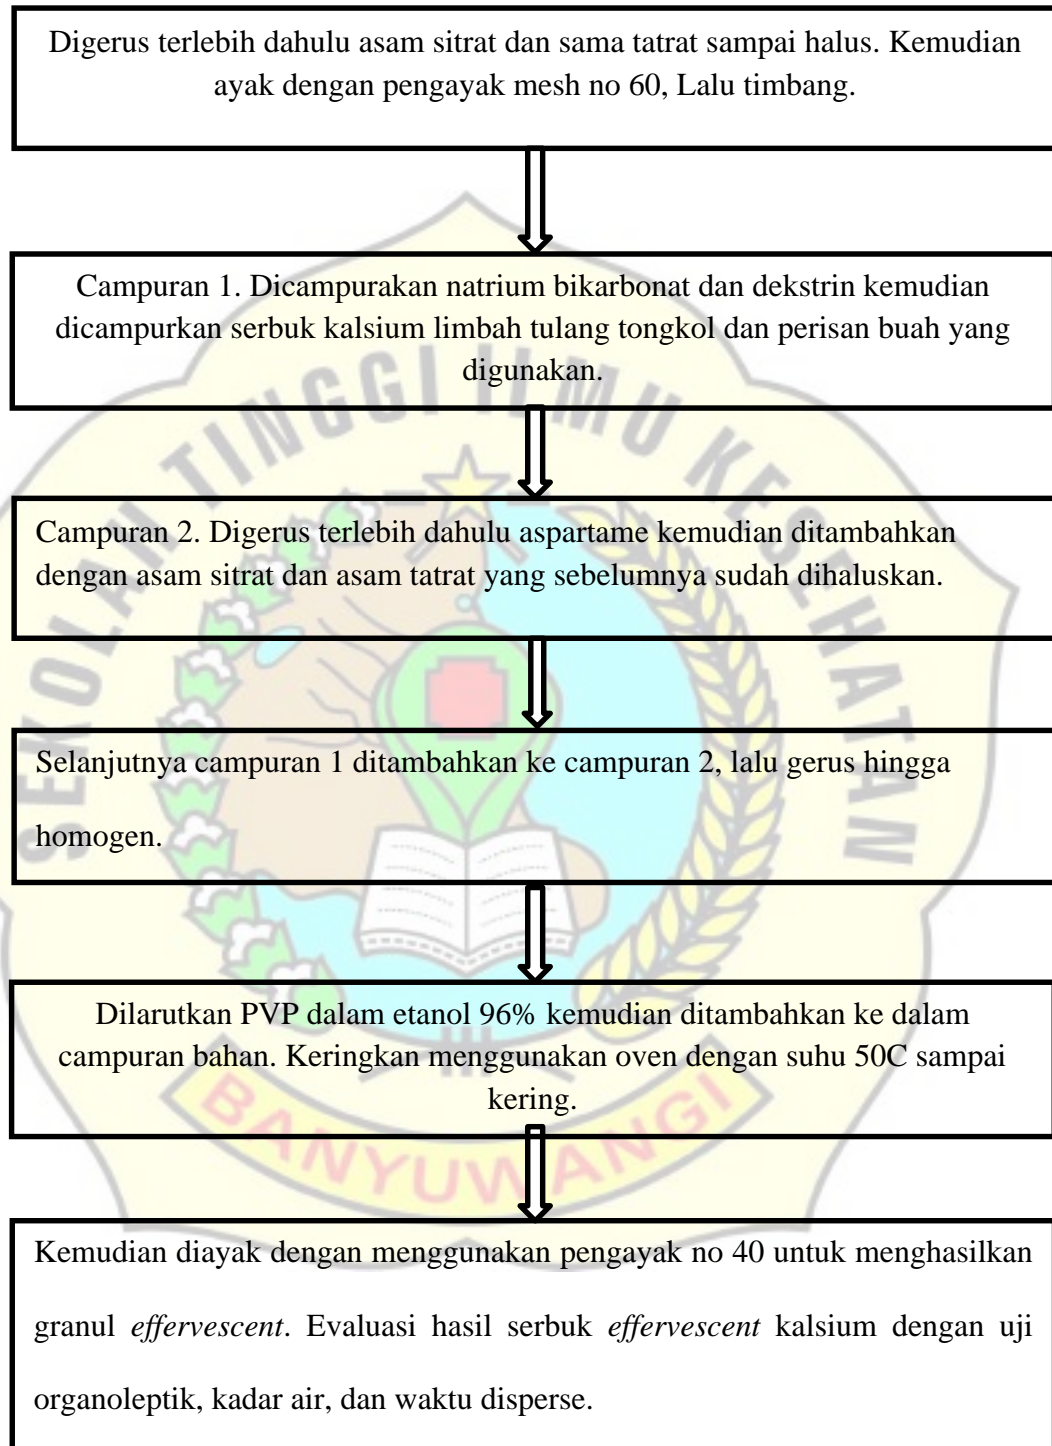 Digerus terlebih dahulu asam sitrat dan sama tatrat sampai halus. Kemudian
ayak dengan pengayak mesh no 60, Lalu timbang.
Campuran 1. Dicampurakan natrium bikarbonat dan dekstrin kemudian
dicampurkan serbuk kalsium limbah tulang tongkol dan perisan buah yang
digunakan.
Campuran 2. Digerus terlebih dahulu aspartame kemudian ditambahkan
dengan asam sitrat dan asam tatrat yang sebelumnya sudah dihaluskan.
Selanjutnya campuran 1 ditambahkan ke campuran 2, lalu gerus hingga
homogen.
Dilarutkan PVP dalam etanol 96% kemudian ditambahkan ke dalam
campuran bahan. Keringkan menggunakan oven dengan suhu 50C sampai
kering.
Kemudian diayak dengan menggunakan pengayak no 40 untuk menghasilkan
granul effervescent. Evaluasi hasil serbuk effervescent kalsium dengan uji
organoleptik, kadar air, dan waktu disperse.
SEKOLAH TINGGI ILMU KESEHATAN
BANYUWANGI